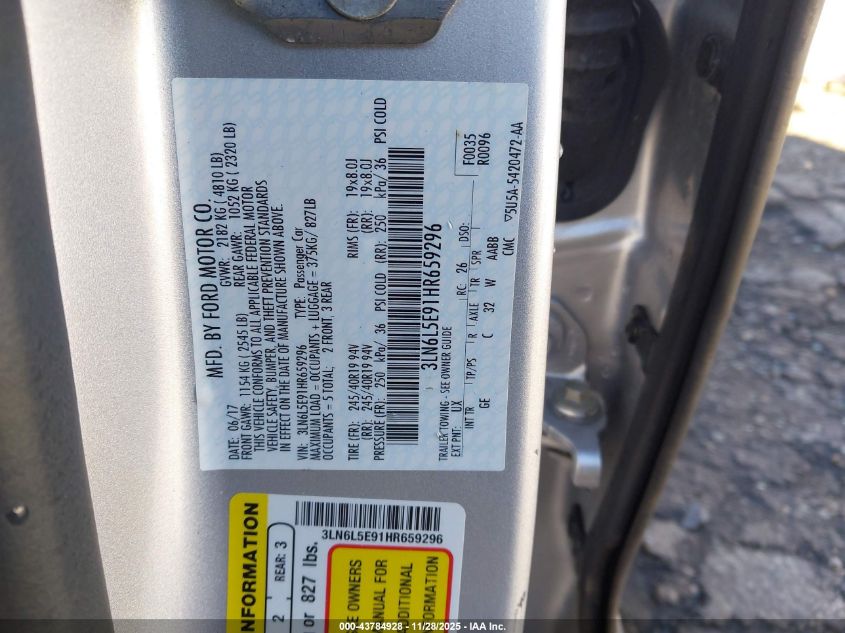 MFD. BY FORD MOTOR CO.
DATE: 06/17 GVWR: 2182 KG ( 4810 LB)
FRONT GAWR: 1154 KG ( 2545 LB) REAR GAWR: 1052 KG ( 2320 LB)
THIS VEHICLE CONFORMS TO ALL APPLICABLE FEDERAL MOTOR
VEHICLE SAFETY, BUMPER, AND THEFT PREVENTION STANDARDS
IN EFFECT ON THE DATE OF MANUFACTURE SHOWN ABOVE.
VIN: 3LN6L5E91HR659296 TYPE: Passenger Car
MAXIMUM LOAD = OCCUPANTS + LUGGAGE = 375KG/ 827LB
OCCUPANTS = 5 TOTAL; 2 FRONT, 3 REAR
TIRE (FR): 245/40R19 94V RIMS (FR): 19x8.0J
(RR): 245/40R19 94V (RR): 19x8.0J
PRESSURE (FR): 250 kPa/ 36 PSI COLD (RR): 250 kPa/ 36 PSI COLD
3LN6L5E91HR659296
TRAILER TOWING - SEE OWNER GUIDE
F0035
EXT PNT: UX RC: 26 DSO: R0096
INT TR TP/PS R AXLE TR SPR
GE C 32 W AABB
CMC ▽5U5A-5420472-AA
3LN6L5E91HR659296
INFORMATION
2 REAR: 3
or 827 lbs.
OWNERS
FOR
INFORMATION
000-43784928 - 11/28/2025 - IAA Inc.